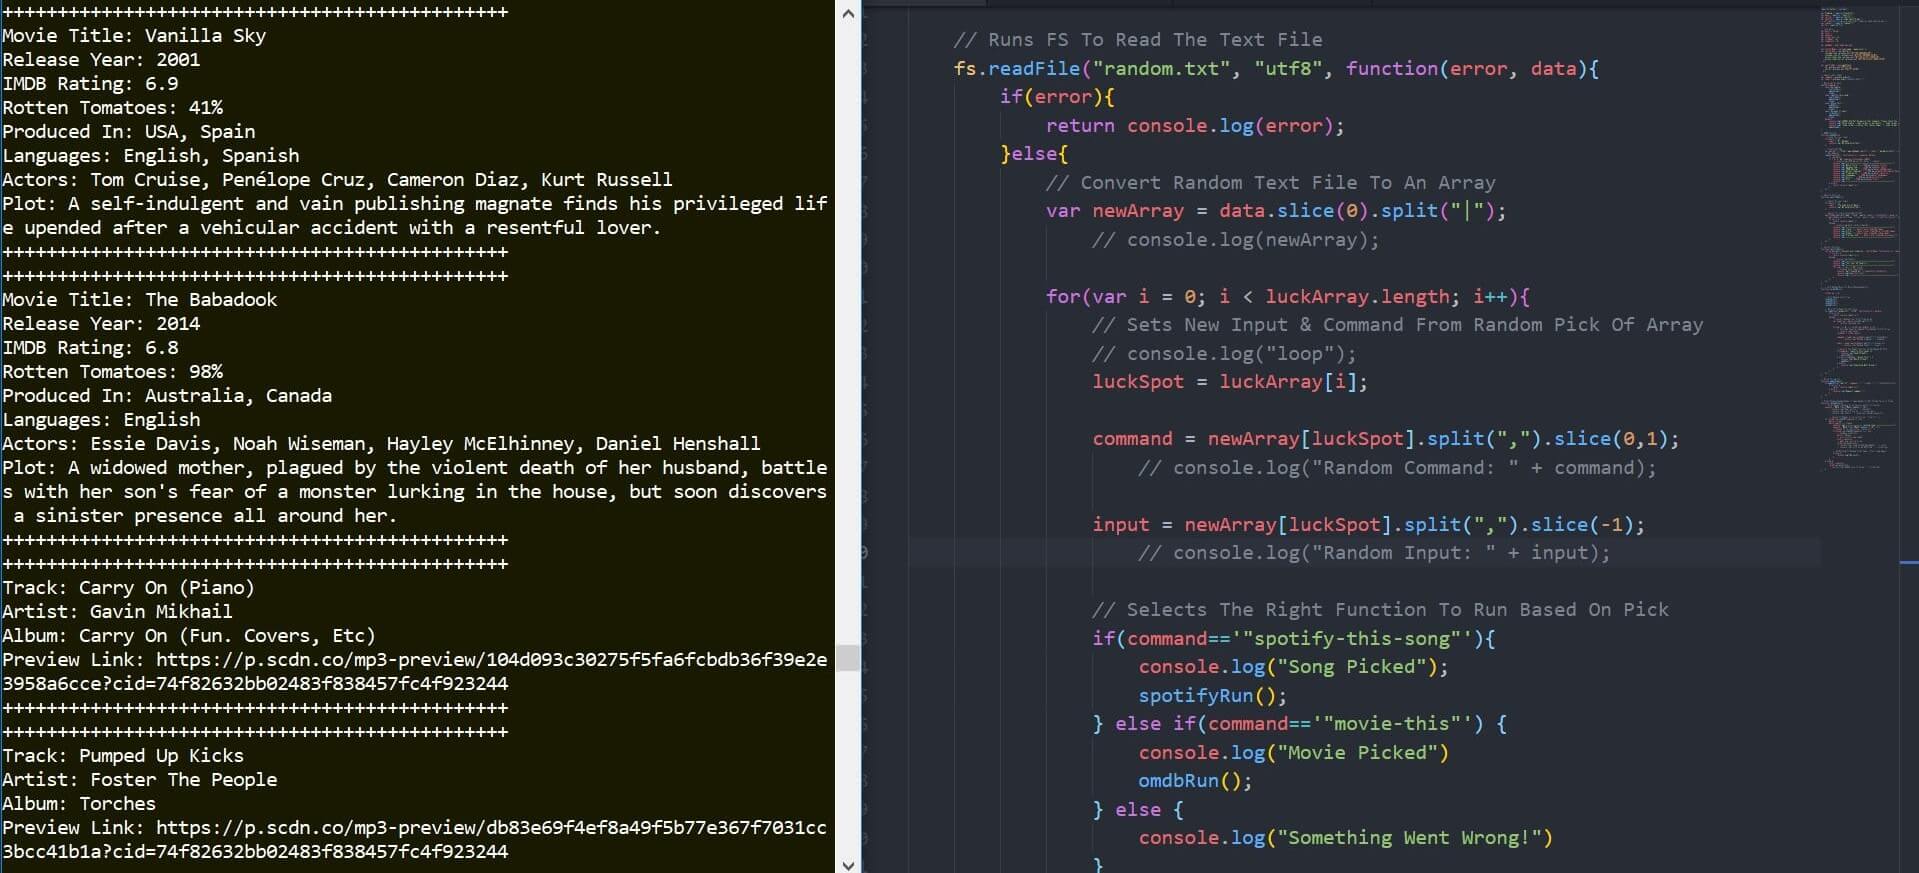 ++++++++++++++++++++++++++++++++++++++++++++++
Movie Title: Vanilla Sky
Release Year: 2001
IMDB Rating: 6.9
Rotten Tomatoes: 41%
Produced In: USA, Spain
Languages: English, Spanish
Actors: Tom Cruise, Penélope Cruz, Cameron Diaz, Kurt Russell
Plot: A self-indulgent and vain publishing magnate finds his privileged lif
e upended after a vehicular accident with a resentful lover.
++++++++++++++++++++++++++++++++++++++++++++++
++++++++++++++++++++++++++++++++++++++++++++++
Movie Title: The Babadook
Release Year: 2014
IMDB Rating: 6.8
Rotten Tomatoes: 98%
Produced In: Australia, Canada
Languages: English
Actors: Essie Davis, Noah Wiseman, Hayley McElhinney, Daniel Henshall
Plot: A widowed mother, plagued by the violent death of her husband, battle
s with her son's fear of a monster lurking in the house, but soon discovers
 a sinister presence all around her.
++++++++++++++++++++++++++++++++++++++++++++++
++++++++++++++++++++++++++++++++++++++++++++++
Track: Carry On (Piano)
Artist: Gavin Mikhail
Album: Carry On (Fun. Covers, Etc)
Preview Link: https://p.scdn.co/mp3-preview/104d093c30275f5fa6fcbdb36f39e2e
3958a6cce?cid=74f82632bb02483f838457fc4f923244
++++++++++++++++++++++++++++++++++++++++++++++
++++++++++++++++++++++++++++++++++++++++++++++
Track: Pumped Up Kicks
Artist: Foster The People
Album: Torches
Preview Link: https://p.scdn.co/mp3-preview/db83e69f4ef8a49f5b77e367f7031cc
3bcc41b1a?cid=74f82632bb02483f838457fc4f923244
// Runs FS To Read The Text File
fs.readFile("random.txt", "utf8", function(error, data){
if(error){
return console.log(error);
}else{
// Convert Random Text File To An Array
var newArray = data.slice(0).split("|");
// console.log(newArray);
for(var i = 0; i < luckArray.length; i++){
// Sets New Input & Command From Random Pick Of Array
// console.log("loop");
luckSpot = luckArray[i];
command = newArray[luckSpot].split(",").slice(0,1);
// console.log("Random Command: " + command);
input = newArray[luckSpot].split(",").slice(-1);
// console.log("Random Input: " + input);
// Selects The Right Function To Run Based On Pick
if(command=='"spotify-this-song"'){
console.log("Song Picked");
spotifyRun();
} else if(command=='"movie-this"') {
console.log("Movie Picked")
omdbRun();
} else {
console.log("Something Went Wrong!")
}